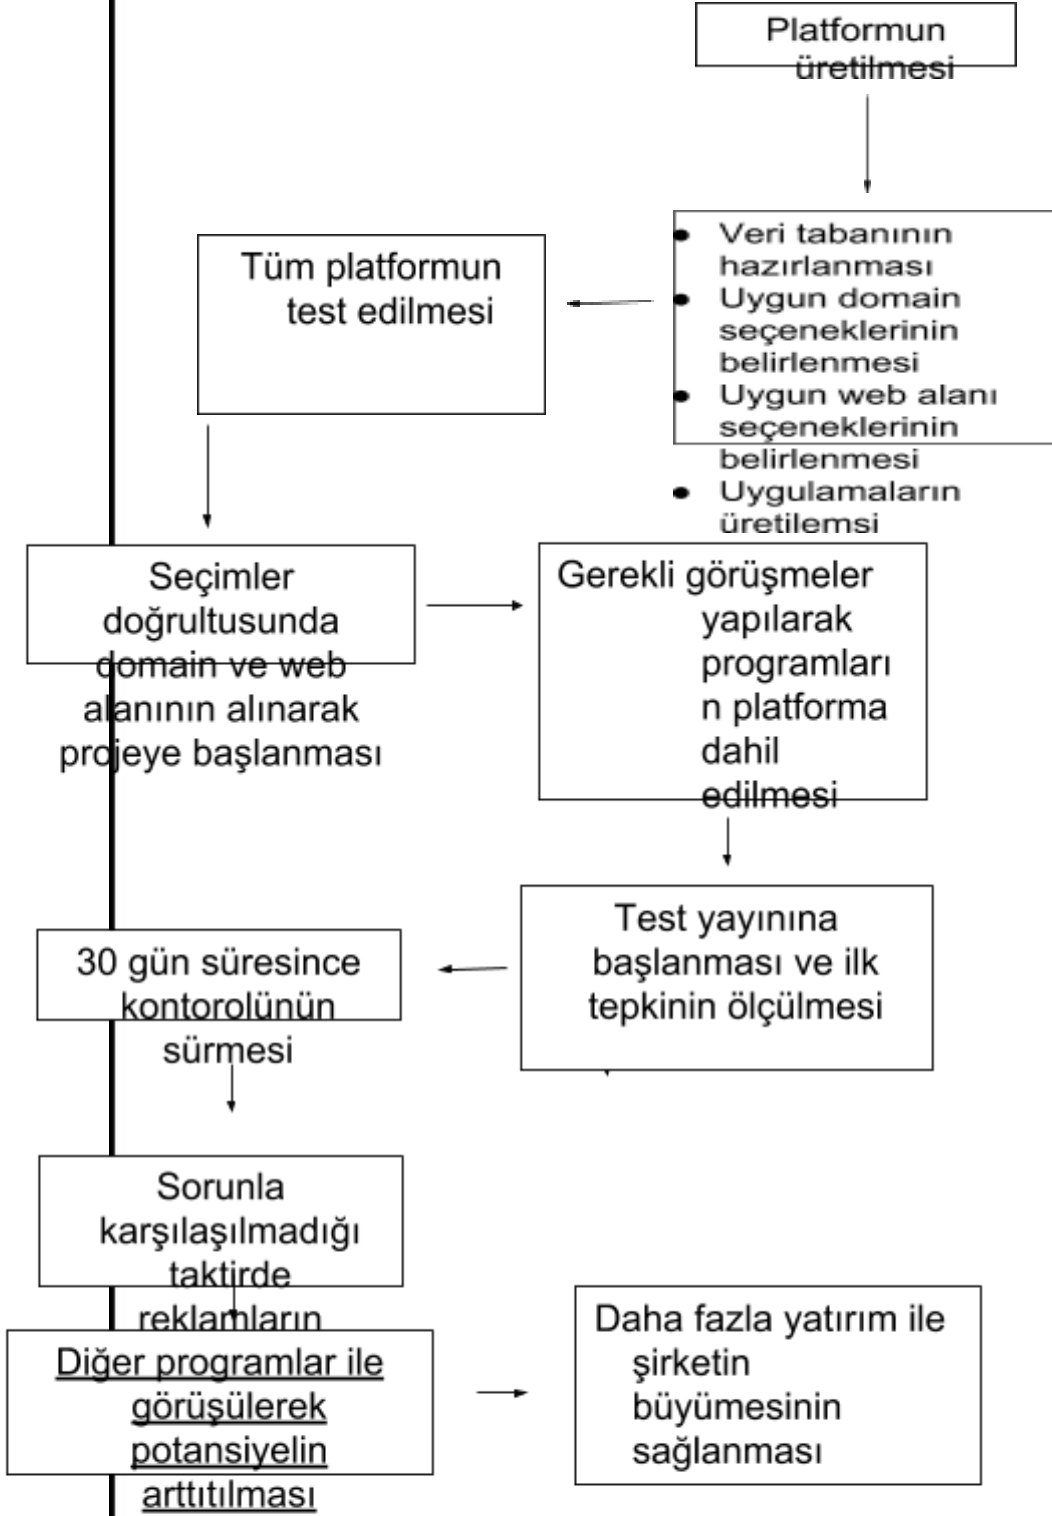 Platformun
üretilmesi
Veri tabanının
hazırlanması
Uygun domain
seçeneklerinin
belirlenmesi
Uygun web alanı
seçeneklerinin
belirlenmesi
Uygulamaların
üretilemsi
Tüm platformun
test edilmesi
Seçimler
doğrultusunda
domain ve web
alanının alınarak
projeye başlanması
Gerekli görüşmeler
yapılarak
programları
n platforma
dahil
edilmesi
Test yayınına
başlanması ve ilk
tepkinin ölçülmesi
30 gün süresince
kontorolünün
sürmesi
Sorunla
karşılaşılmadığı
taktirde
reklamların
Diğer programlar ile
görüşülerek
potansiyelin
arttıtılması
Daha fazla yatırım ile
şirketin
büyümesinin
sağlanması